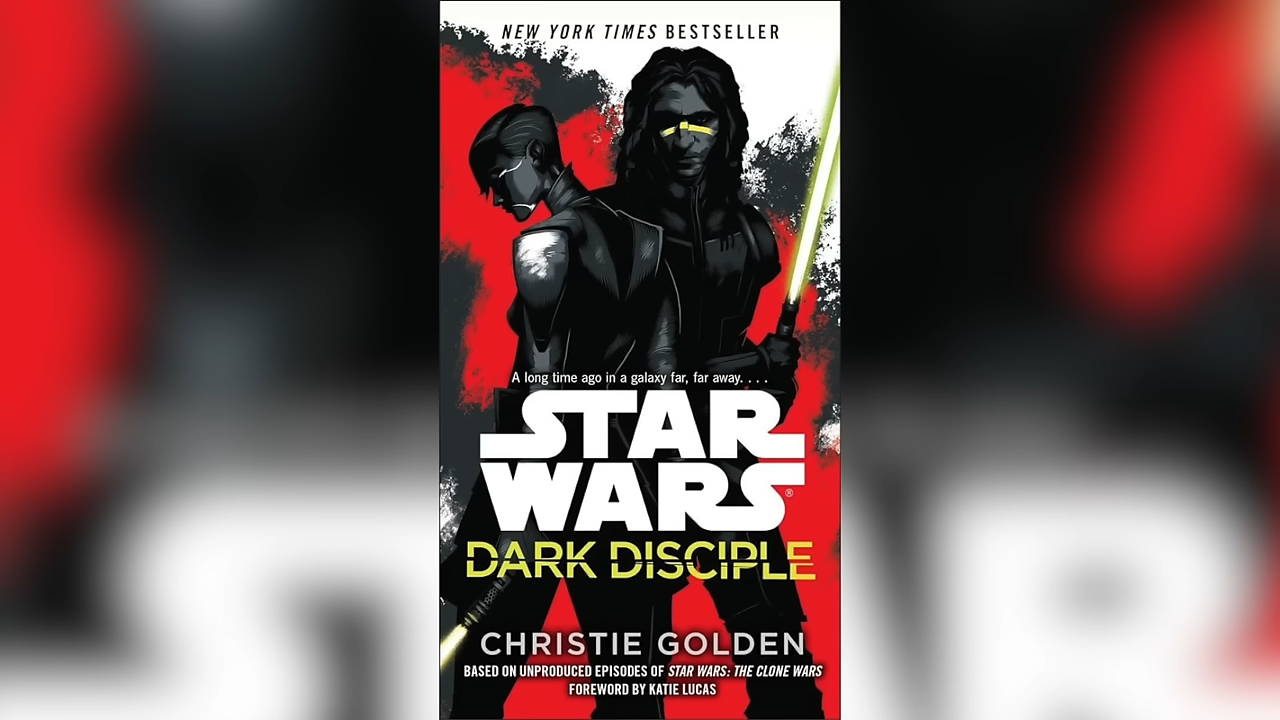 NEW YORK TIMES BESTSELLER
A long time ago in a galaxy far, far away. . . .
STAR
WARS®
DARK DISCIPLE
CHRISTIE GOLDEN
BASED ON UNPRODUCED EPISODES OF STAR WARS: THE CLONE WARS
FOREWORD BY KATIE LUCAS